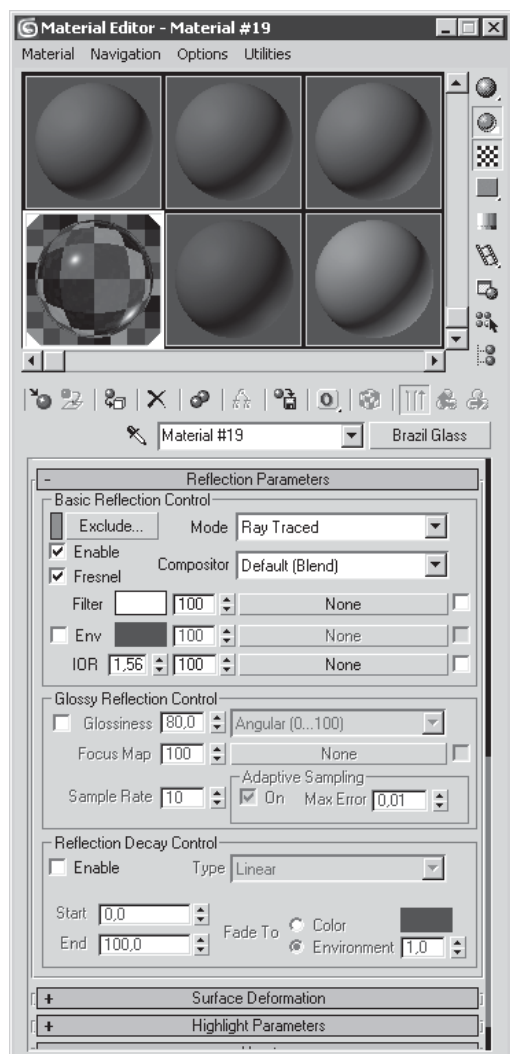 Material Editor - Material #19
Material Navigation Options Utilities
Material #19 Brazil Glass
- Reflection Parameters
Basic Reflection Control
Exclude... Mode Ray Traced
Enable
Compositor Default (Blend)
Fresnel
Filter 100 None
Env 100 None
IOR 1,56 100 None
Glossy Reflection Control
Glossiness 80,0 Angular (0...100)
Focus Map 100 None
Adaptive Sampling
Sample Rate 10 On Max Error 0,01
Reflection Decay Control
Enable Type Linear
Start 0,0
Fade To Color
End 100,0 Environment 1,0
+ Surface Deformation
+ Highlight Parameters